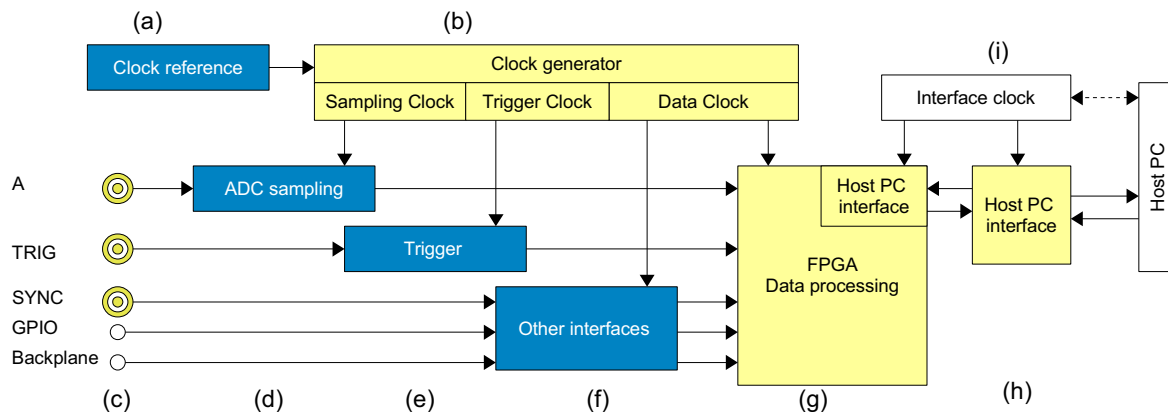 (a)
(b)
(i)
Clock reference
Clock generator
Sampling Clock
Trigger Clock
Data Clock
Interface clock
Host PC
A
ADC sampling
Host PC
interface
Host PC
interface
TRIG
Trigger
FPGA
Data processing
SYNC
GPIO
Backplane
Other interfaces
(c)
(d)
(e)
(f)
(g)
(h)